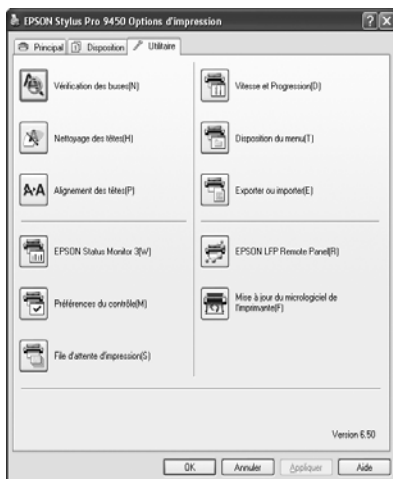 EPSON Stylus Pro 9450 Options d'impression
Principal Disposition Utilitaire
Vérification des buses(N)
Nettoyage des têtes(H)
Alignement des têtes(P)
EPSON Status Monitor 3(W)
Préférences du contrôle(M)
File d'attente d'impression(S)
Vitesse et Progression(D)
Disposition du menu(T)
Exporter ou importer(E)
EPSON LFP Remote Panel(R)
Mise à jour du micrologiciel de
l'imprimante(F)
Version 6.50
OK Annuler Appliquer Aide